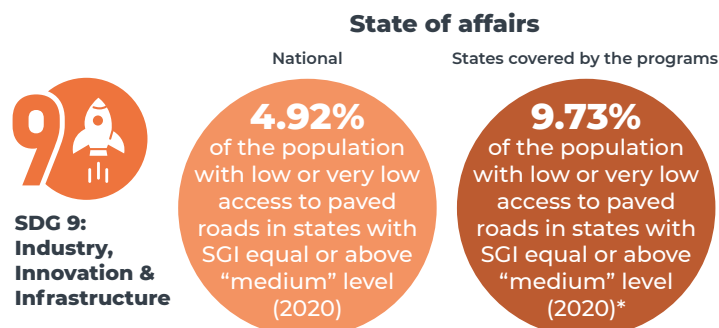 State of affairs
National
States covered by the programs
9
SDG 9:
Industry,
Innovation &
Infrastructure
4.92%
of the population
with low or very low
access to paved
roads in states with
SGI equal or above
“medium” level
(2020)
9.73%
of the population
with low or very low
access to paved
roads in states with
SGI equal or above
“medium” level
(2020)*